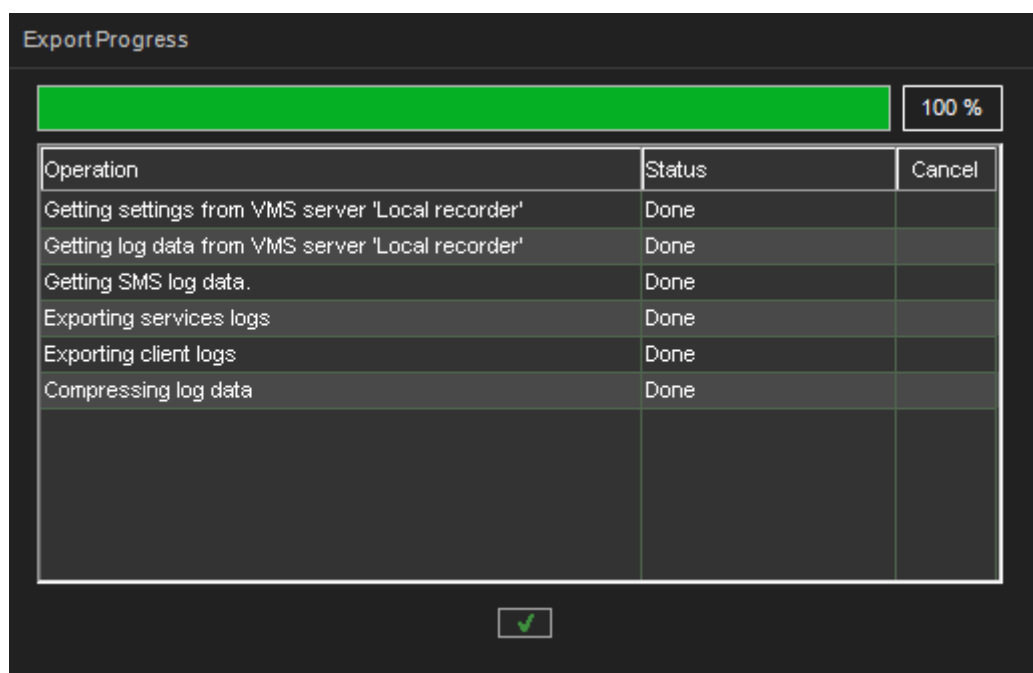 Export Progress
100 %
Operation Status Cancel
Getting settings from VMS server 'Local recorder' Done
Getting log data from VMS server 'Local recorder' Done
Getting SMS log data. Done
Exporting services logs Done
Exporting client logs Done
Compressing log data Done